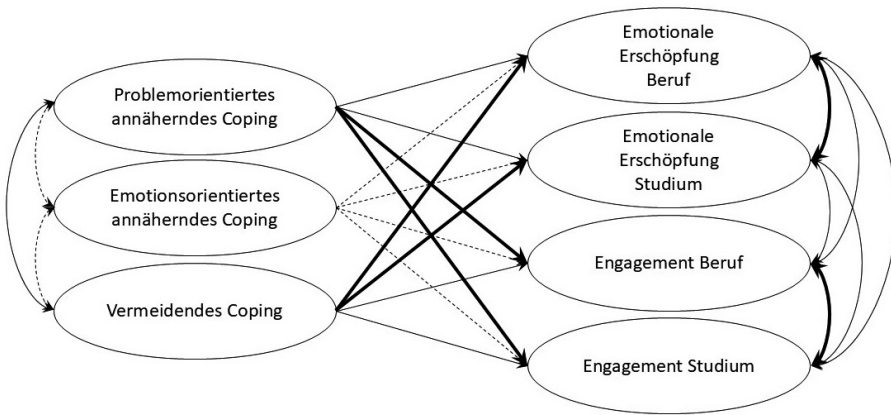 Problemorientiertes
annäherndes Coping
Emotionsorientiertes
annäherndes Coping
Vermeidendes Coping
Emotionale
Erschöpfung
Beruf
Emotionale
Erschöpfung
Studium
Engagement Beruf
Engagement Studium